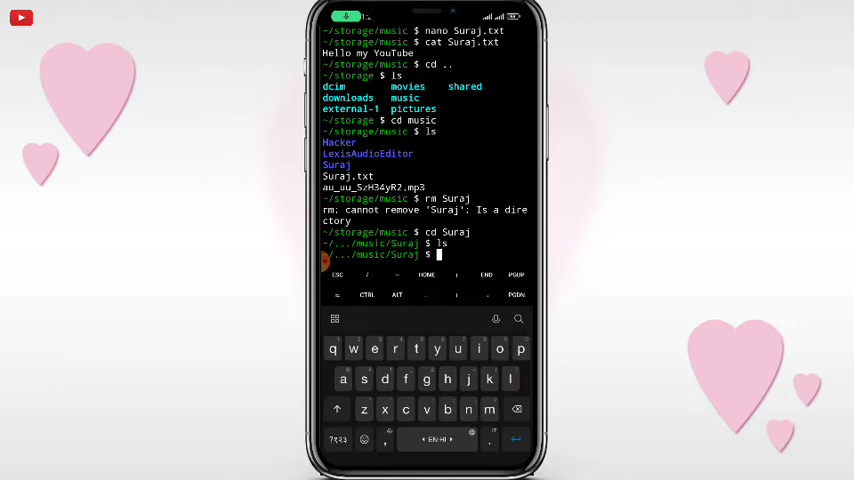 ~/storage/music $ nano Suraj.txt
~/storage/music $ cat Suraj.txt
Hello my YouTube
~/storage/music $ cd ..
~/storage $ ls
dcim movies shared
downloads music
external-1 pictures
~/storage $ cd music
~/storage/music $ ls
Hacker
LexisAudioEditor
Suraj
Suraj.txt
au_uu_SzH34yR2.mp3
~/storage/music $ rm Suraj
rm: cannot remove 'Suraj': Is a dire
ctory
~/storage/music $ cd Suraj
~/.../music/Suraj $ ls
~/.../music/Suraj $
ESC / — HOME ↑ END PGUP
CTRL ALT PGDN
q w e r t y u i o p
a s d f g h j k l
z x c v b n m
?१२३ , ◂ EN·HI ▸ .